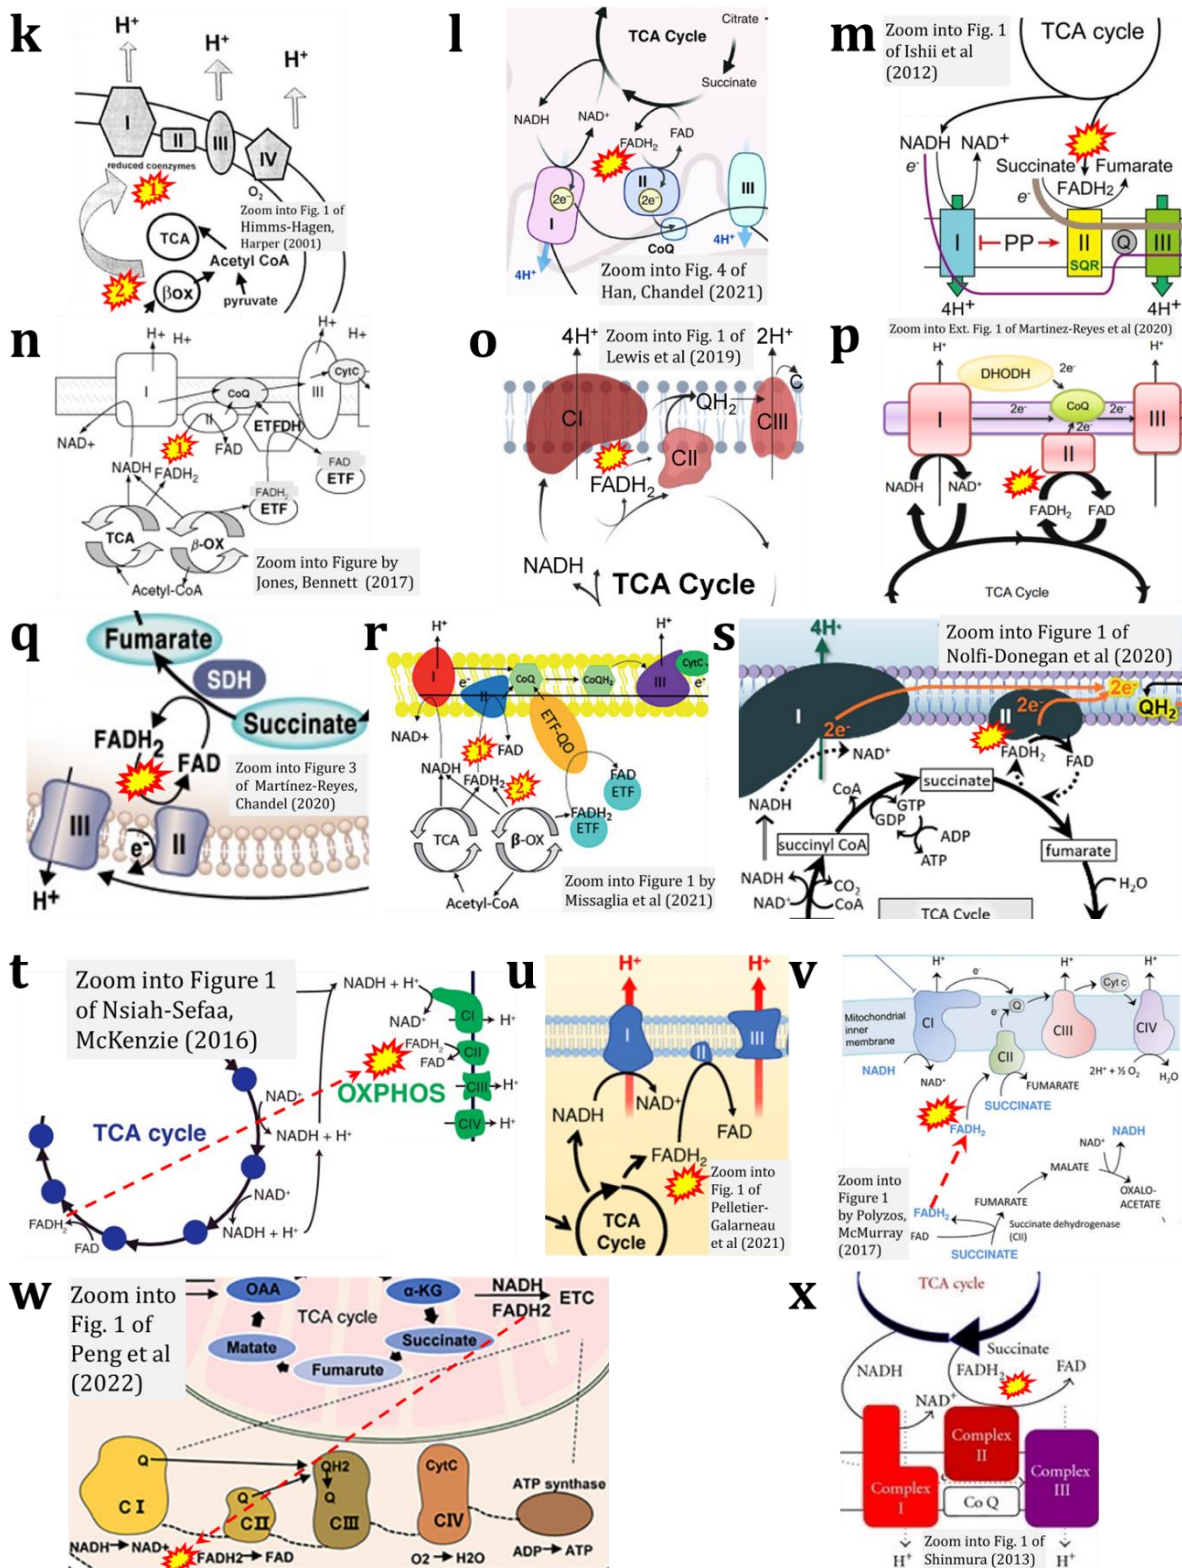 k
H⁺
H⁺
H⁺
I
II
III
IV
reduced coenzymes
O₂
1
Zoom into Fig. 1 of
Himms-Hagen,
Harper (2001)
TCA
Acetyl CoA
2
βox
pyruvate
l
Citrate
TCA Cycle
Succinate
NADH
NAD⁺
FADH₂
FAD
I
2e⁻
II
2e⁻
III
CoQ
4H⁺
4H⁺
Zoom into Fig. 4 of
Han, Chandel (2021)
m
Zoom into Fig. 1
of Ishii et al
(2012)
TCA cycle
NADH
NAD⁺
e⁻
Succinate
Fumarate
FADH₂
e⁻
I
PP
II
SQR
Q
III
4H⁺
4H⁺
n
H+
H+
H+
H+
I
CoQ
III
CytC
II
ETFDH
NAD+
1
FAD
NADH
FADH₂
FAD
ETF
FADH₂
ETF
TCA
β-OX
Acetyl-CoA
Zoom into Figure by
Jones, Bennett (2017)
o
4H⁺
Zoom into Fig. 1 of
Lewis et al (2019)
2H⁺
C
QH₂
CI
CIII
CII
FADH₂
NADH
TCA Cycle
Zoom into Ext. Fig. 1 of Martinez-Reyes et al (2020)
p
H⁺
H⁺
DHODH
2e⁻
I
CoQ
III
2e⁻
2e⁻
2e⁻
II
NADH
NAD⁺
FADH₂
FAD
TCA Cycle
q
Fumarate
SDH
Succinate
FADH₂
FAD
Zoom into Figure 3
of Martínez-Reyes,
Chandel (2020)
III
e⁻
II
H⁺
r
H⁺
H⁺
I
e⁻
CoQ
CoQH₂
III
CytC
e⁻
II
ETF-QO
NAD+
1
FAD
NADH
FADH₂
2
FAD
ETF
FADH₂
ETF
TCA
β-OX
Acetyl-CoA
Zoom into Figure 1 by
Missaglia et al (2021)
s
4H⁺
Zoom into Figure 1 of
Nolfi-Donegan et al (2020)
I
2e⁻
2e⁻
2e⁻
QH₂
II
NAD⁺
FADH₂
FAD
NADH
CoA
succinate
GTP
GDP
ADP
ATP
succinyl CoA
fumarate
NADH
NAD⁺
CO₂
CoA
H₂O
TCA Cycle
t
Zoom into Figure 1
of Nsiah-Sefaa,
McKenzie (2016)
NADH + H⁺
NAD⁺
CI
H⁺
FADH₂
FAD
CII
OXPHOS
CIII
H⁺
CIV
H⁺
TCA cycle
NAD⁺
NADH + H⁺
NAD⁺
NADH + H⁺
FADH₂
FAD
u
H⁺
H⁺
I
II
III
NADH
NAD⁺
FAD
FADH₂
TCA
Cycle
Zoom into
Fig. 1 of
Pelletier-
Galarneau
et al (2021)
v
H⁺
e⁻
H⁺
H⁺
Cyt c
Mitochondrial
inner
membrane
CI
e⁻
Q
CIII
CIV
CII
NADH
NAD⁺
FUMARATE
2H⁺ + ½ O₂
H₂O
SUCCINATE
FADH₂
NADH
NAD⁺
MALATE
Zoom into
Figure 1
by Polyzos,
McMurray
(2017)
FUMARATE
OXALO-
ACETATE
FADH₂
FAD
Succinate dehydrogenase
(CII)
SUCCINATE
w
Zoom into
Fig. 1 of
Peng et al
(2022)
OAA
α-KG
NADH
FADH2
ETC
TCA cycle
Matate
Succinate
Fumarute
Q
QH2
Q
CytC
ATP synthase
C I
Q
CII
CIII
CIV
NADH
NAD+
FADH2
FAD
O2
H2O
ADP
ATP
x
TCA cycle
Succinate
NADH
FADH₂
FAD
NAD⁺
Complex
II
Complex
I
Complex
III
Co Q
H⁺
H⁺
Zoom into Fig. 1 of
Shinmura (2013)